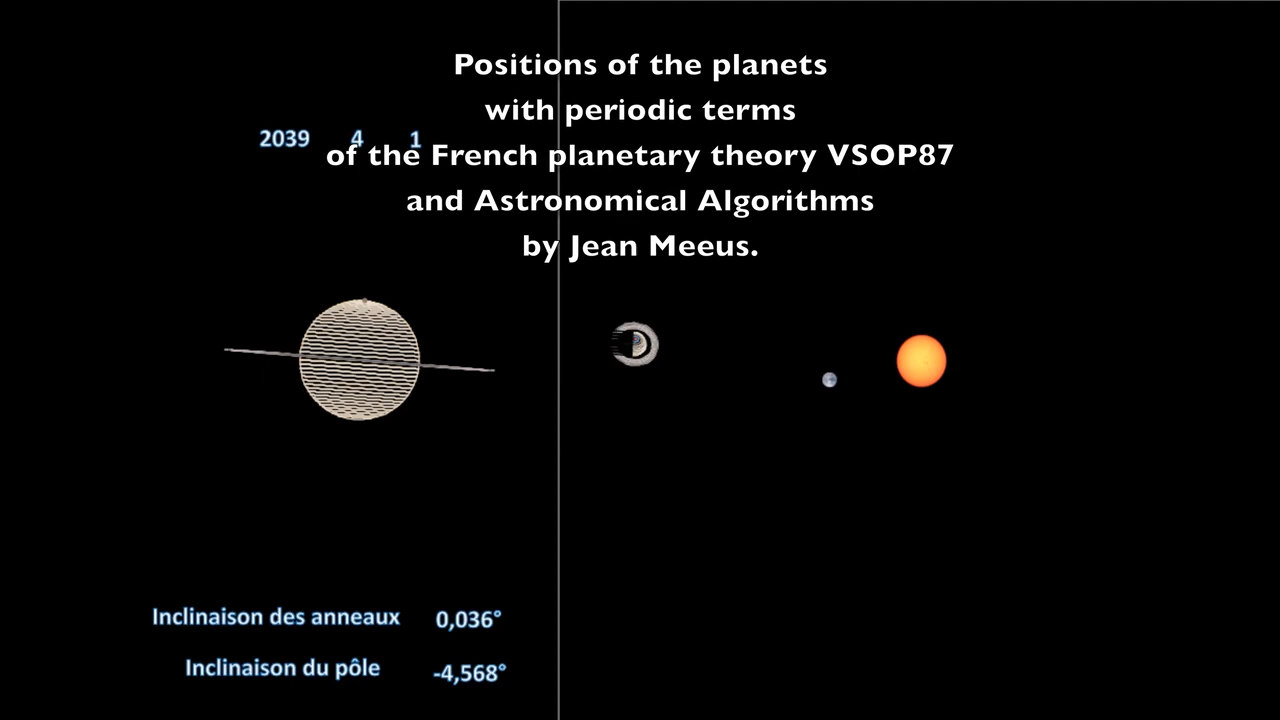 Positions of the planets
with periodic terms
2039 4 1
of the French planetary theory VSOP87
and Astronomical Algorithms
by Jean Meeus.
Inclinaison des anneaux 0,036°
Inclinaison du pôle -4,568°